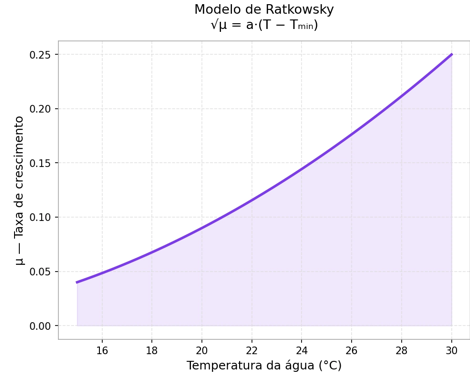 Modelo de Ratkowsky
√μ = a·(T − Tₘᵢₙ)
μ — Taxa de crescimento
0.25
0.20
0.15
0.10
0.05
0.00
16 18 20 22 24 26 28 30
Temperatura da água (°C)